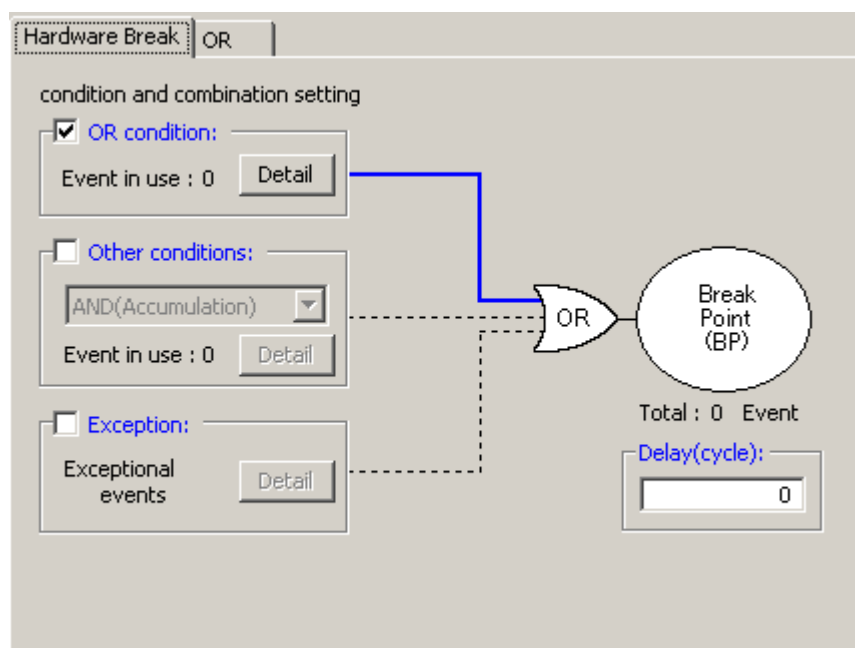 Hardware Break
OR
condition and combination setting
OR condition:
Event in use : 0
Detail
Other conditions:
AND(Accumulation)
Event in use : 0
Detail
Exception:
Exceptional
events
Detail
OR
Break
Point
(BP)
Total : 0 Event
Delay(cycle):
0